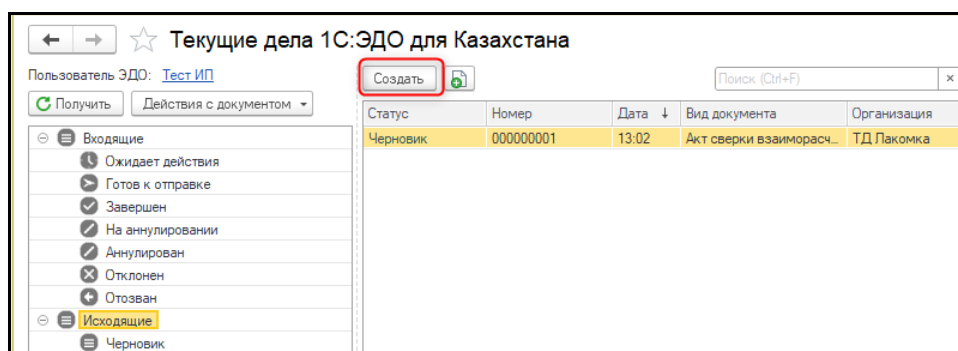 Текущие дела 1С:ЭДО для Казахстана
Пользователь ЭДО: Тест ИП
Создать
Поиск (Ctrl+F)
×
Получить
Действия с документом
Статус Номер Дата ↓ Вид документа Организация
Черновик 000000001 13:02 Акт сверки взаиморасч... ТД Лакомка
Входящие
Ожидает действия
Готов к отправке
Завершен
На аннулировании
Аннулирован
Отклонен
Отозван
Исходящие
Черновик